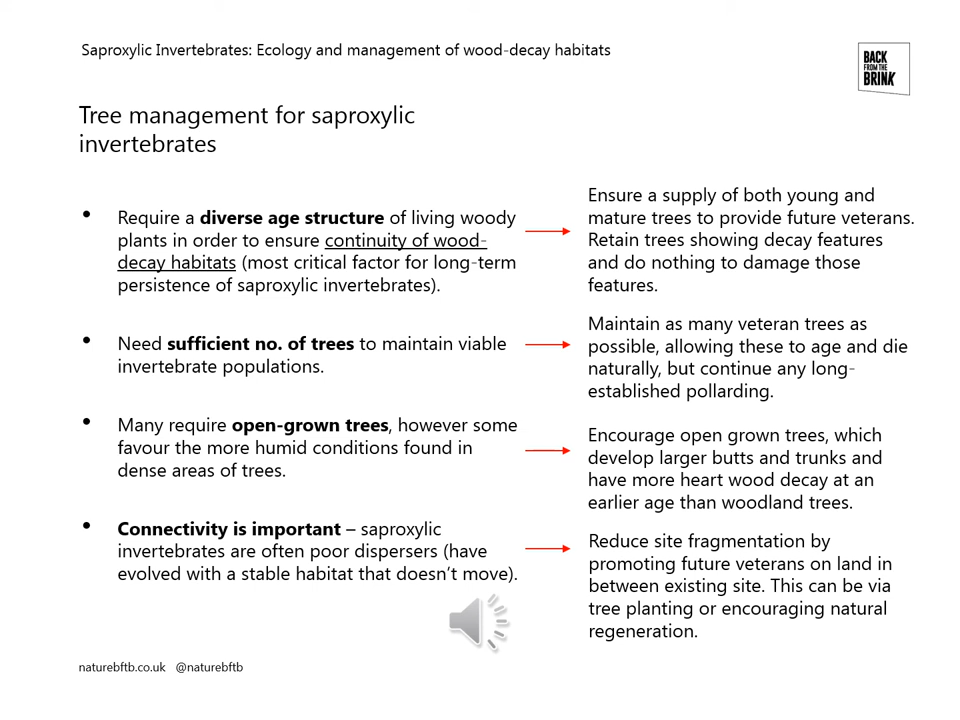 Saproxylic Invertebrates: Ecology and management of wood-decay habitats
BACK
FROM THE
BRINK
Tree management for saproxylic
invertebrates
• Require a diverse age structure of living woody
plants in order to ensure continuity of wood-
decay habitats (most critical factor for long-term
persistence of saproxylic invertebrates).
Ensure a supply of both young and
mature trees to provide future veterans.
Retain trees showing decay features
and do nothing to damage those
features.
• Need sufficient no. of trees to maintain viable
invertebrate populations.
Maintain as many veteran trees as
possible, allowing these to age and die
naturally, but continue any long-
established pollarding.
• Many require open-grown trees, however some
favour the more humid conditions found in
dense areas of trees.
Encourage open grown trees, which
develop larger butts and trunks and
have more heart wood decay at an
earlier age than woodland trees.
• Connectivity is important – saproxylic
invertebrates are often poor dispersers (have
evolved with a stable habitat that doesn't move).
Reduce site fragmentation by
promoting future veterans on land in
between existing site. This can be via
tree planting or encouraging natural
regeneration.
naturebftb.co.uk @naturebftb